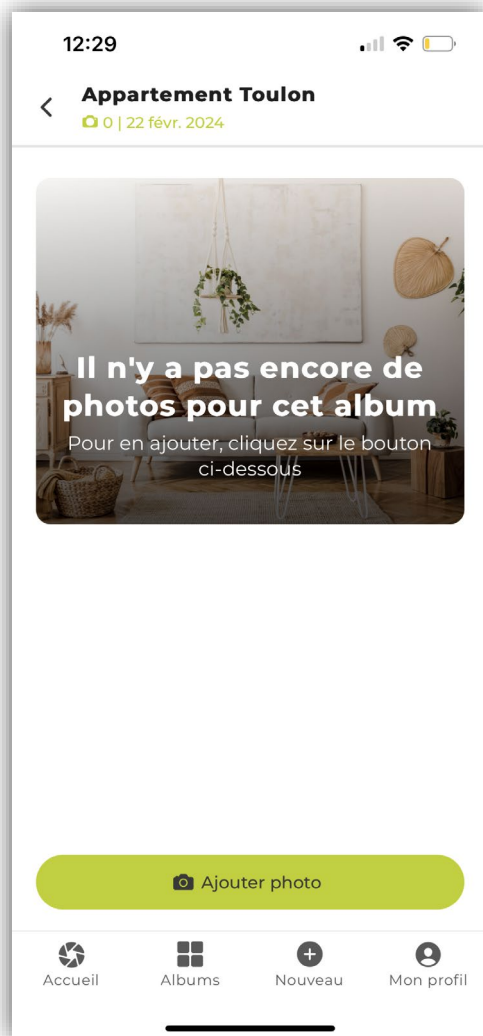 12:29
Appartement Toulon
0 | 22 févr. 2024
Il n'y a pas encore de
photos pour cet album
Pour en ajouter, cliquez sur le bouton
ci-dessous
Ajouter photo
Accueil
Albums
Nouveau
Mon profil